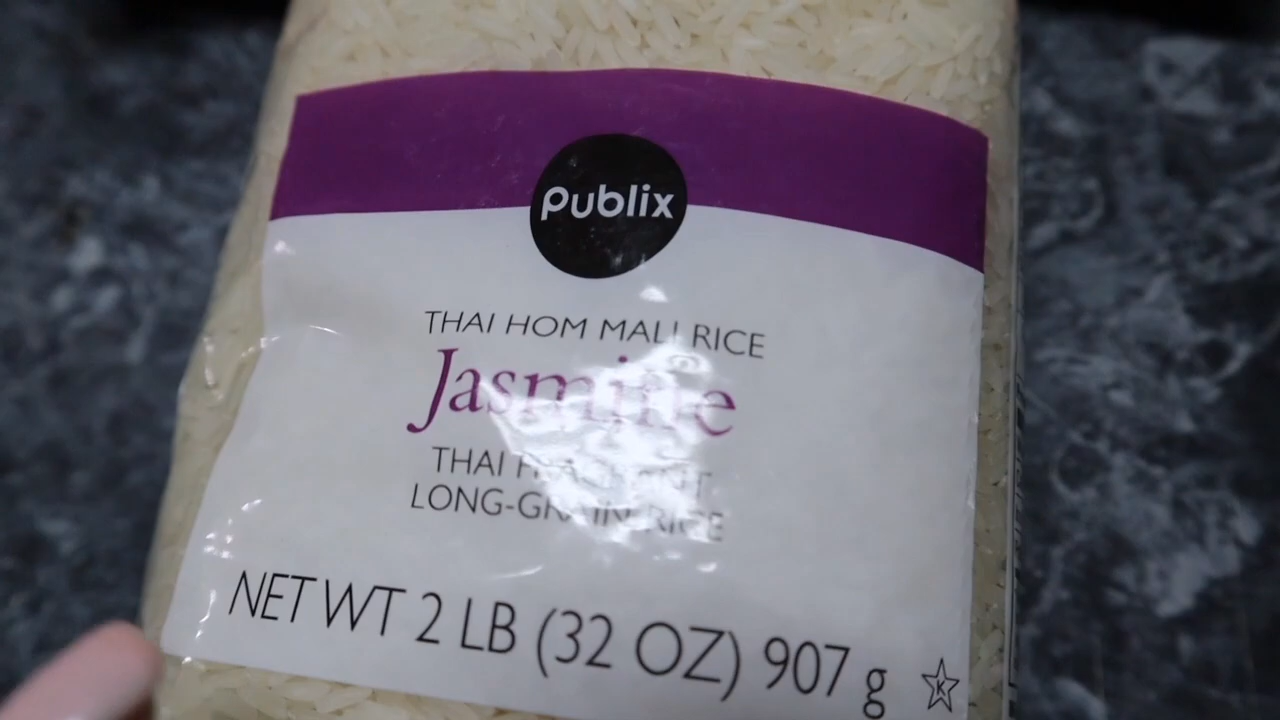 Publix
THAI HOM MALI RICE
Jasmine
THAI FRAGRANT
LONG-GRAIN RICE
NET WT 2 LB (32 OZ) 907 g
K